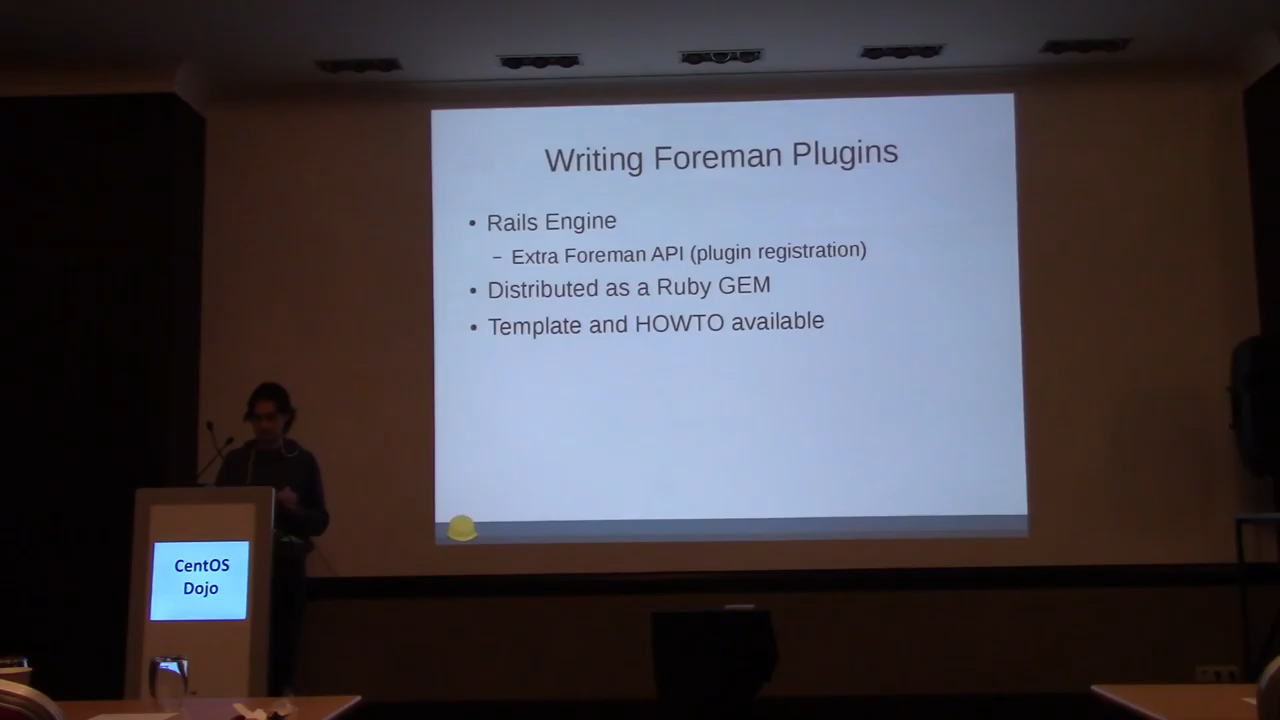 Writing Foreman Plugins
• Rails Engine
– Extra Foreman API (plugin registration)
• Distributed as a Ruby GEM
• Template and HOWTO available
CentOS
Dojo